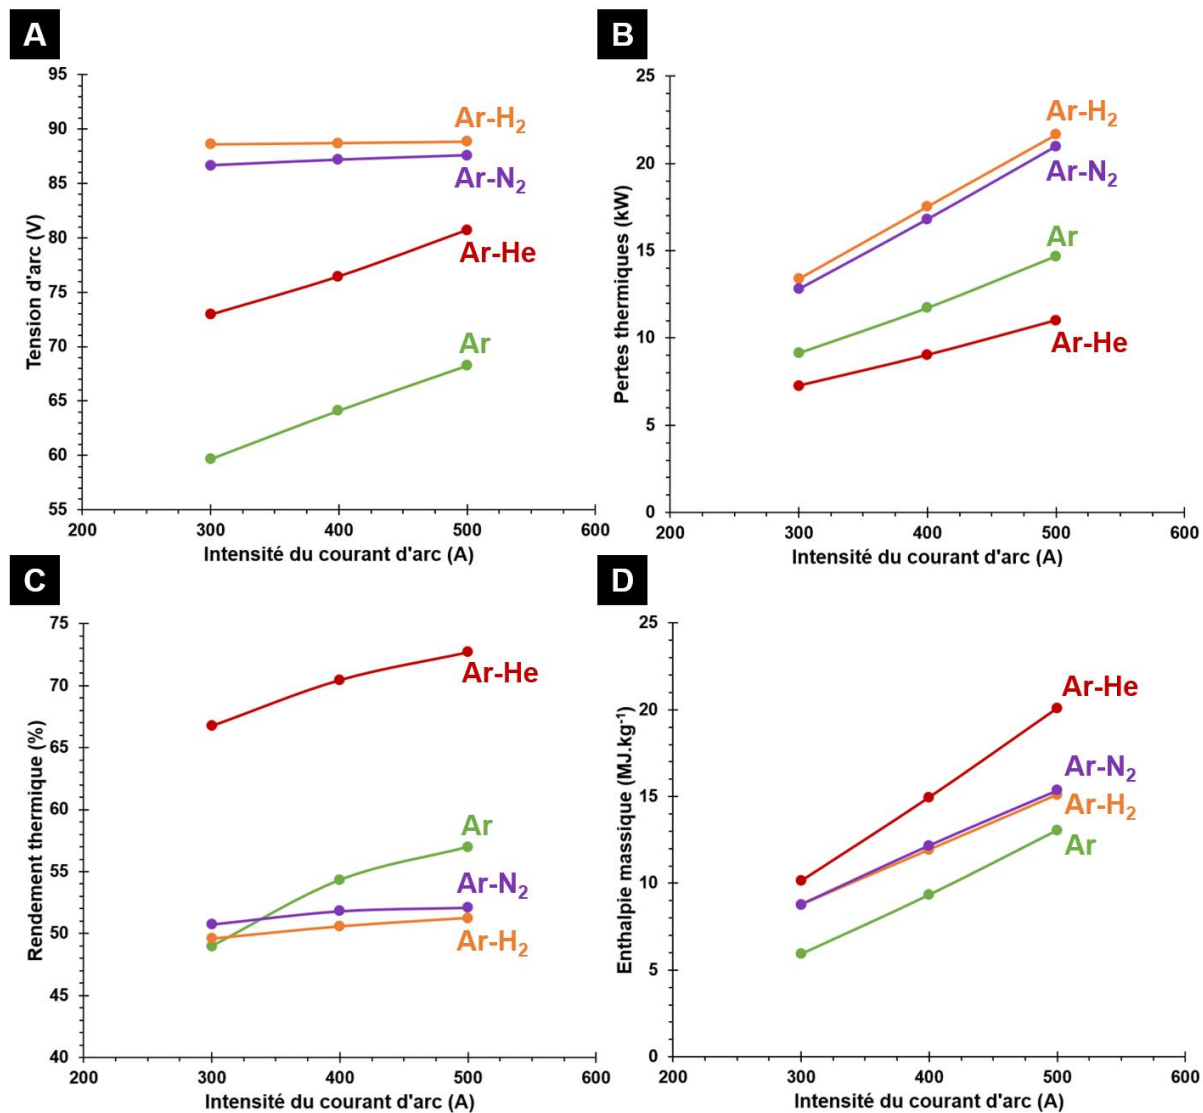 A
Tension d'arc (V)
95
90
85
80
75
70
65
60
55
200
300
400
500
600
Intensité du courant d'arc (A)
Ar-H₂
Ar-N₂
Ar-He
Ar
B
Pertes thermiques (kW)
25
20
15
10
5
0
200
300
400
500
600
Intensité du courant d'arc (A)
Ar-H₂
Ar-N₂
Ar
Ar-He
C
Rendement thermique (%)
75
70
65
60
55
50
45
40
200
300
400
500
600
Intensité du courant d'arc (A)
Ar-He
Ar
Ar-N₂
Ar-H₂
D
Enthalpie massique (MJ.kg⁻¹)
25
20
15
10
5
0
200
300
400
500
600
Intensité du courant d'arc (A)
Ar-He
Ar-N₂
Ar-H₂
Ar